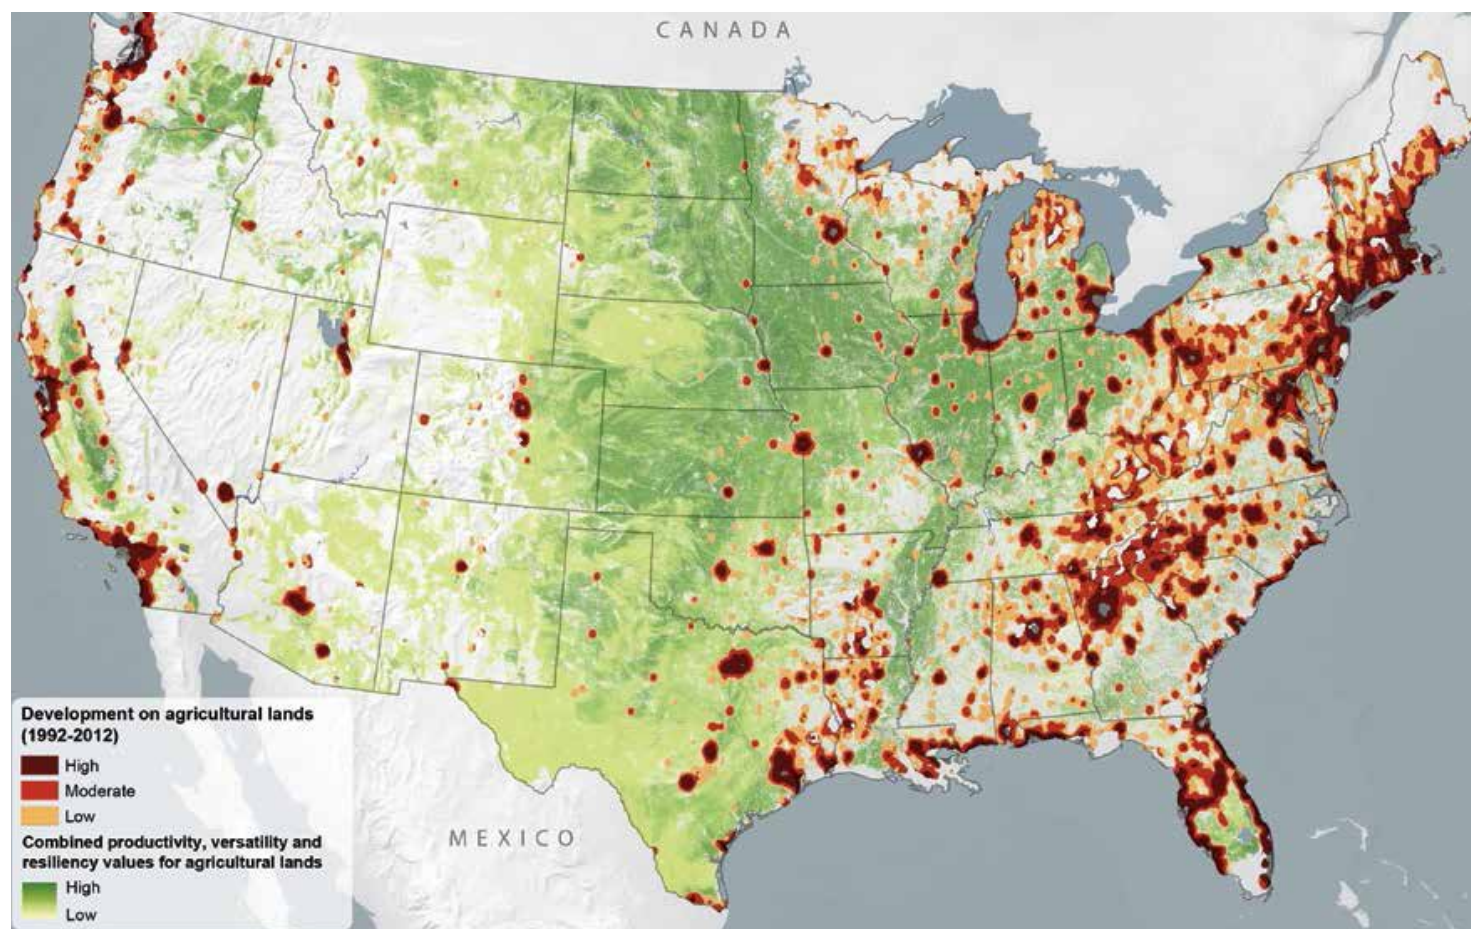 CANADA
MEXICO
Development on agricultural lands
(1992-2012)
High
Moderate
Low
Combined productivity, versatility and
resiliency values for agricultural lands
High
Low